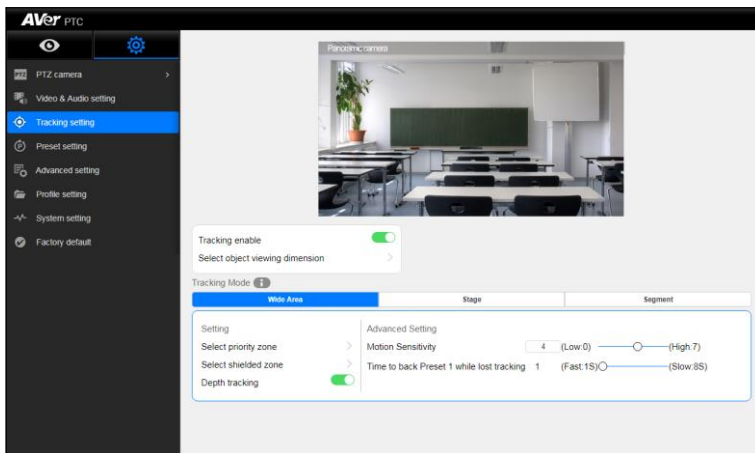 AVer PTC
PTZ camera
Video & Audio setting
Tracking setting
Preset setting
Advanced setting
Profile setting
System setting
Factory default
Panoramic camera
Tracking enable
Select object viewing dimension
Tracking Mode
Wide Area
Stage
Segment
Setting
Select priority zone
Select shielded zone
Depth tracking
Advanced Setting
Motion Sensitivity 4 (Low:0) (High:7)
Time to back Preset 1 while lost tracking 1 (Fast:1S) (Slow:8S)